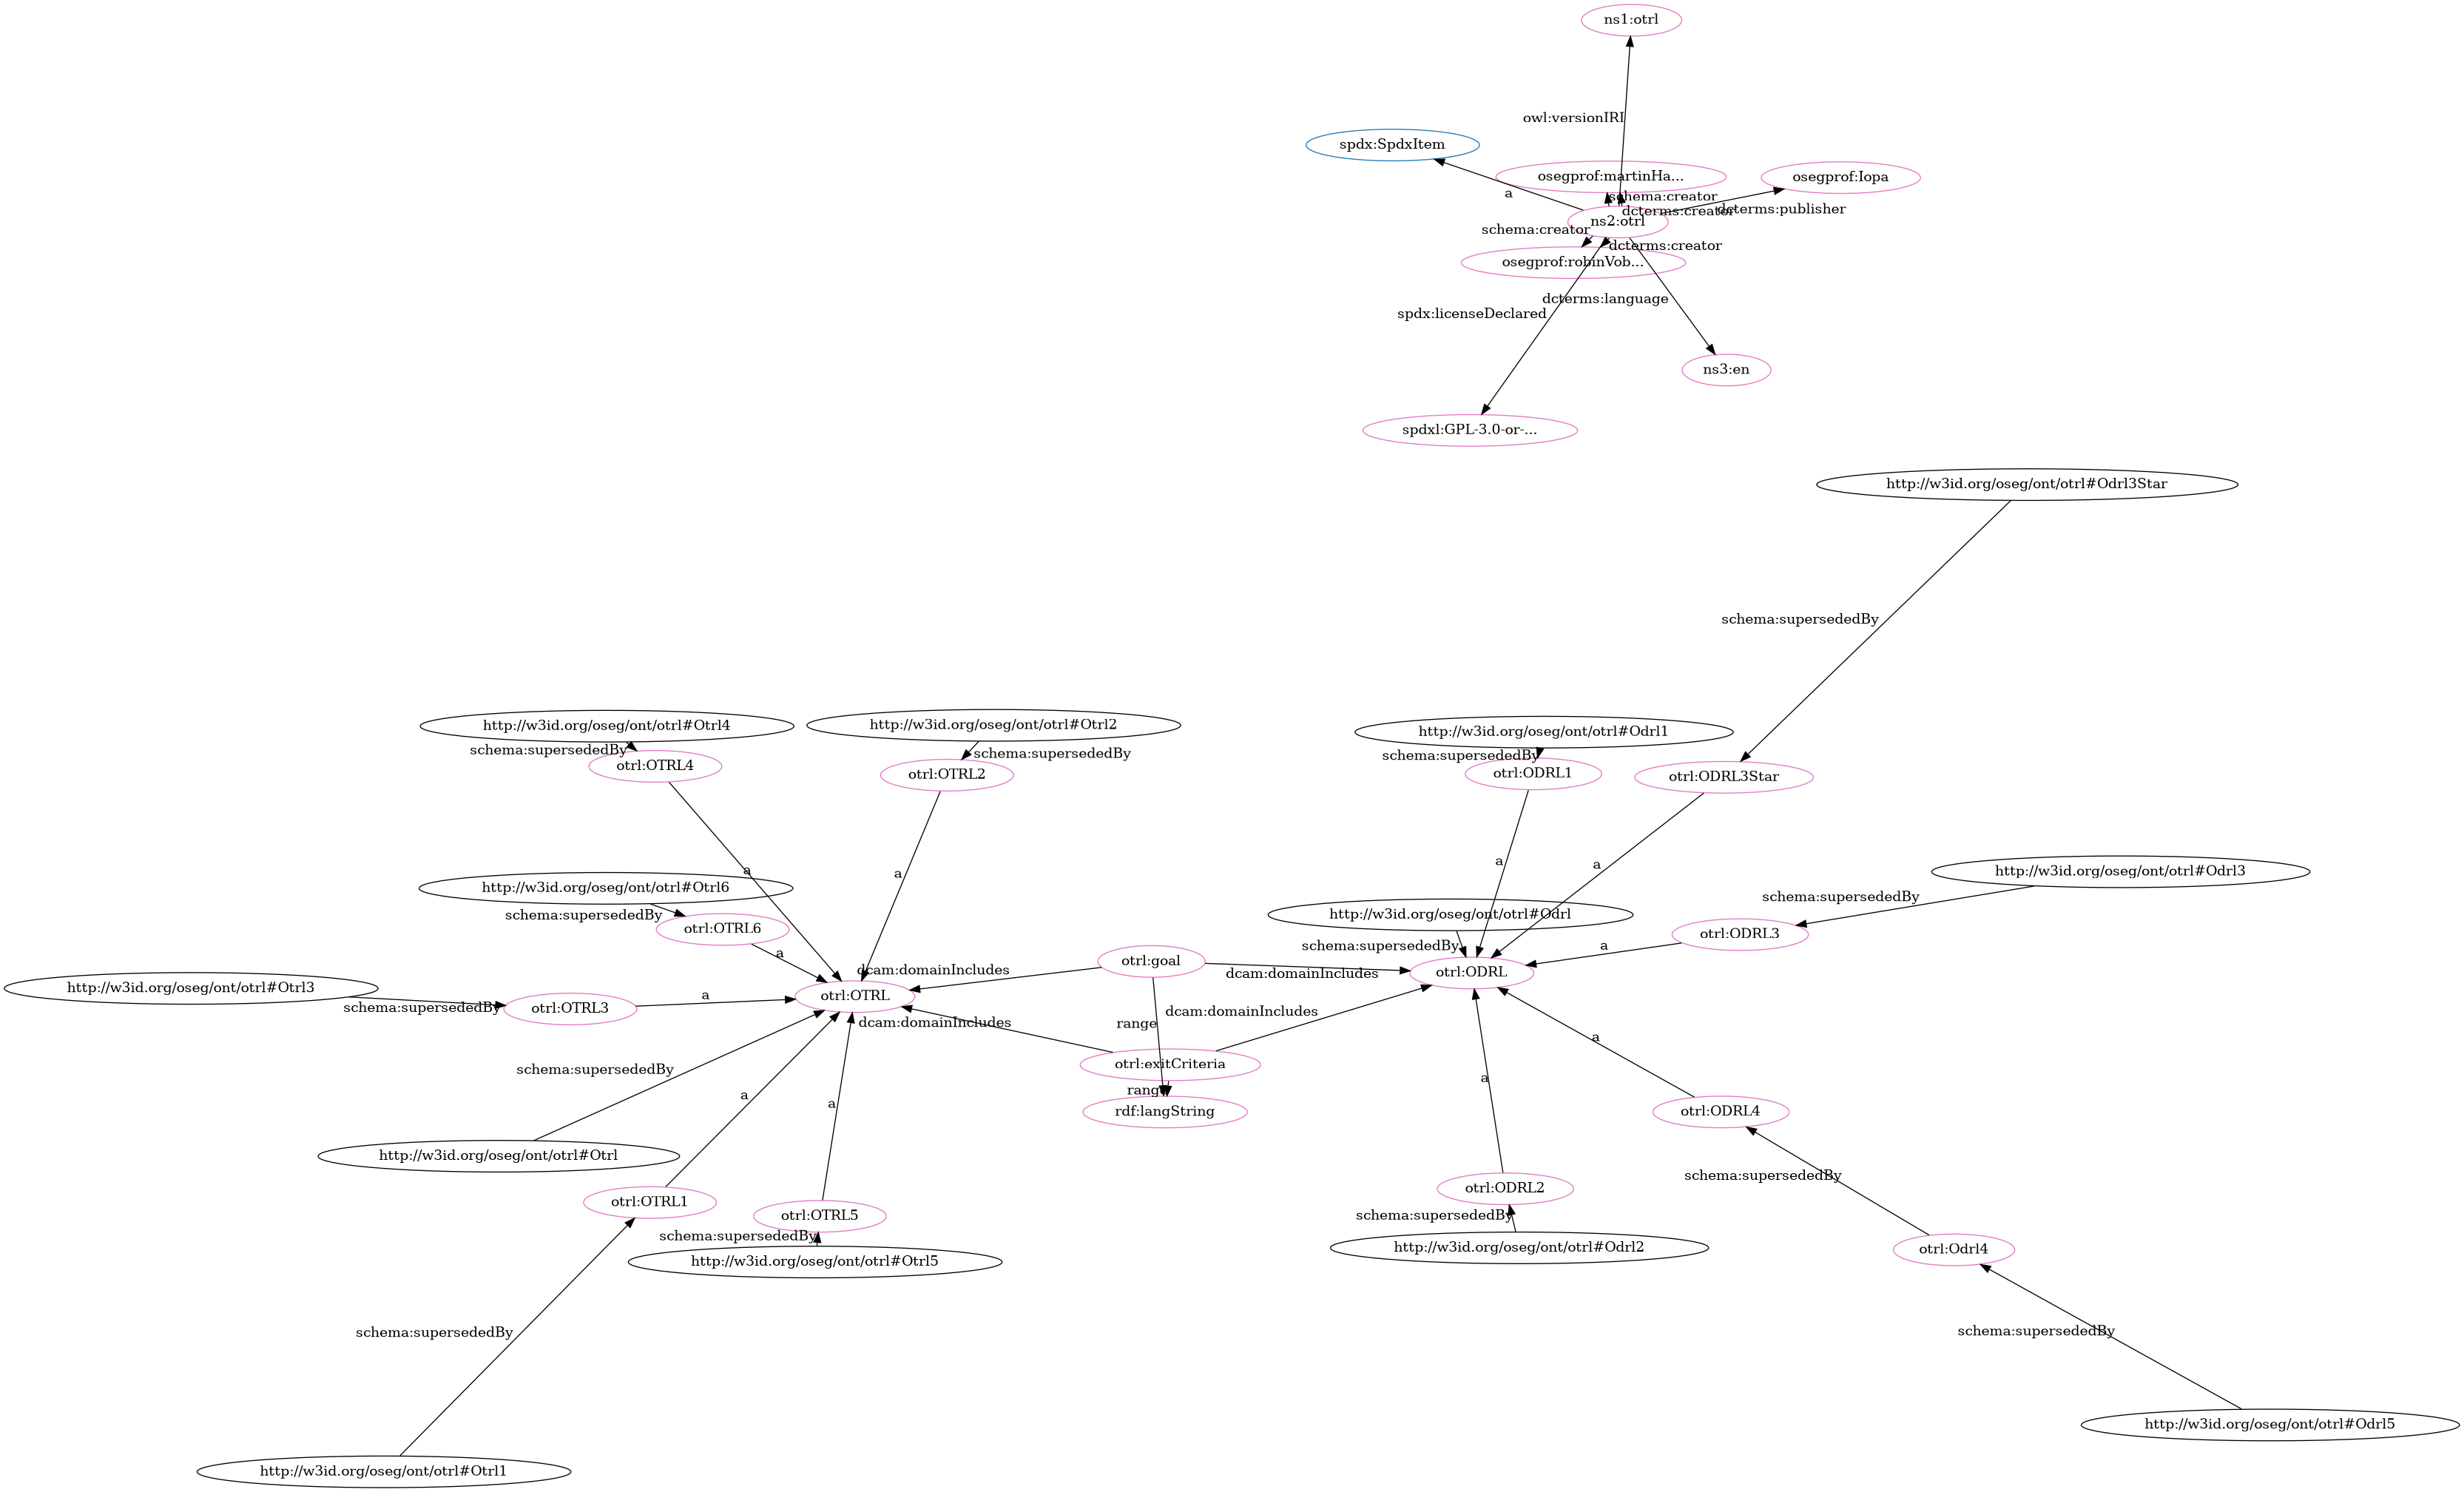 ns1:otrl
owl:versionIRI
spdx:SpdxItem
osegprof:martinHa...
osegprof:Iopa
a
schema:creator
dcterms:creator
dcterms:publisher
ns2:otrl
schema:creator
dcterms:creator
osegprof:robinVob...
dcterms:language
spdx:licenseDeclared
ns3:en
spdxl:GPL-3.0-or-...
http://w3id.org/oseg/ont/otrl#Odrl3Star
schema:supersededBy
http://w3id.org/oseg/ont/otrl#Otrl4
http://w3id.org/oseg/ont/otrl#Otrl2
http://w3id.org/oseg/ont/otrl#Odrl1
schema:supersededBy
schema:supersededBy
schema:supersededBy
otrl:OTRL4
otrl:OTRL2
otrl:ODRL1
otrl:ODRL3Star
a
a
a
a
http://w3id.org/oseg/ont/otrl#Odrl3
http://w3id.org/oseg/ont/otrl#Otrl6
schema:supersededBy
schema:supersededBy
http://w3id.org/oseg/ont/otrl#Odrl
otrl:OTRL6
otrl:ODRL3
a
schema:supersededBy
a
otrl:goal
dcam:domainIncludes
dcam:domainIncludes
otrl:ODRL
http://w3id.org/oseg/ont/otrl#Otrl3
schema:supersededBy
otrl:OTRL3
a
otrl:OTRL
dcam:domainIncludes
range
dcam:domainIncludes
a
schema:supersededBy
otrl:exitCriteria
a
range
rdf:langString
a
a
otrl:ODRL4
http://w3id.org/oseg/ont/otrl#Otrl
schema:supersededBy
otrl:OTRL1
otrl:OTRL5
otrl:ODRL2
schema:supersededBy
schema:supersededBy
http://w3id.org/oseg/ont/otrl#Otrl5
http://w3id.org/oseg/ont/otrl#Odrl2
otrl:Odrl4
schema:supersededBy
schema:supersededBy
http://w3id.org/oseg/ont/otrl#Odrl5
http://w3id.org/oseg/ont/otrl#Otrl1